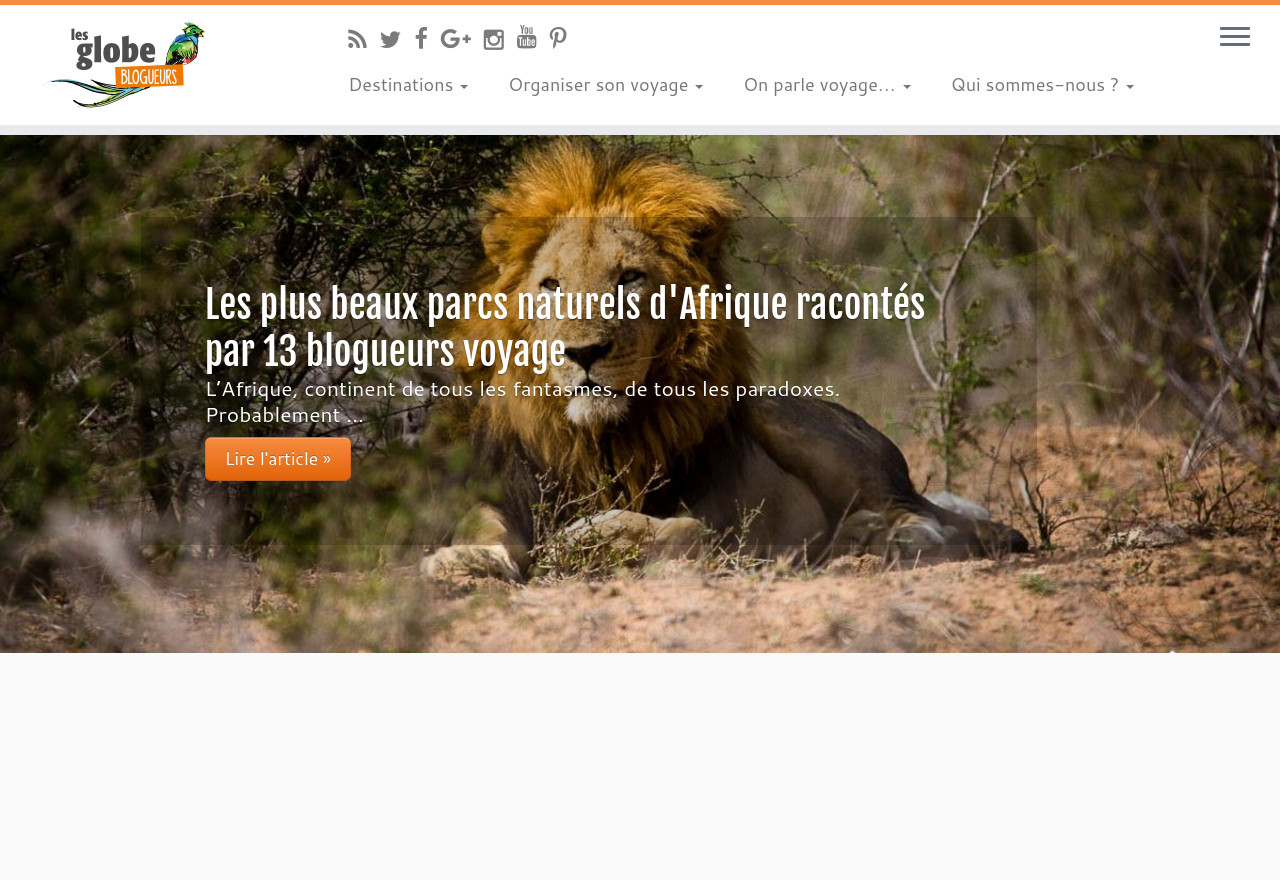 les
globe
BLOGUEURS
You
Tube
Destinations
Organiser son voyage
On parle voyage…
Qui sommes-nous ?
Les plus beaux parcs naturels d'Afrique racontés
par 13 blogueurs voyage
L’Afrique, continent de tous les fantasmes, de tous les paradoxes.
Probablement ...
Lire l'article »